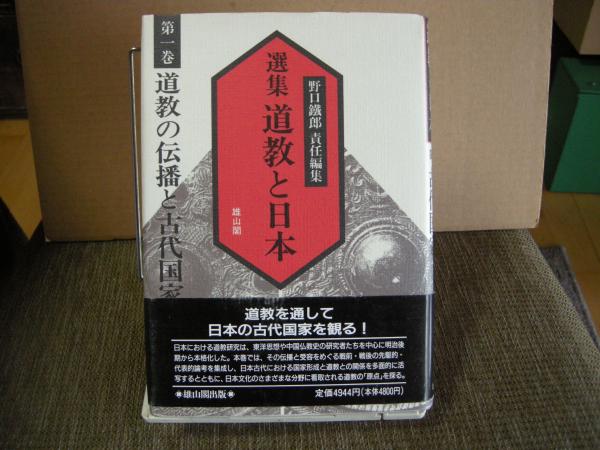 第一巻
道教の伝播と古代国家
選集
道教と日本
野口鐵郎 責任編集
雄山閣
道教を通して
日本の古代国家を観る!
日本における道教研究は、東洋思想や中国仏教史の研究者たちを中心に明治後
期から本格化した。本巻では、その伝播と受容をめぐる戦前・戦後の先駆的・
代表的論考を集成し、日本古代における国家形成と道教との関係を多面的に活
写するとともに、日本文化のさまざまな分野に看取される道教の「原点」を探る。
雄山閣出版
定価4944円(本体4800円)